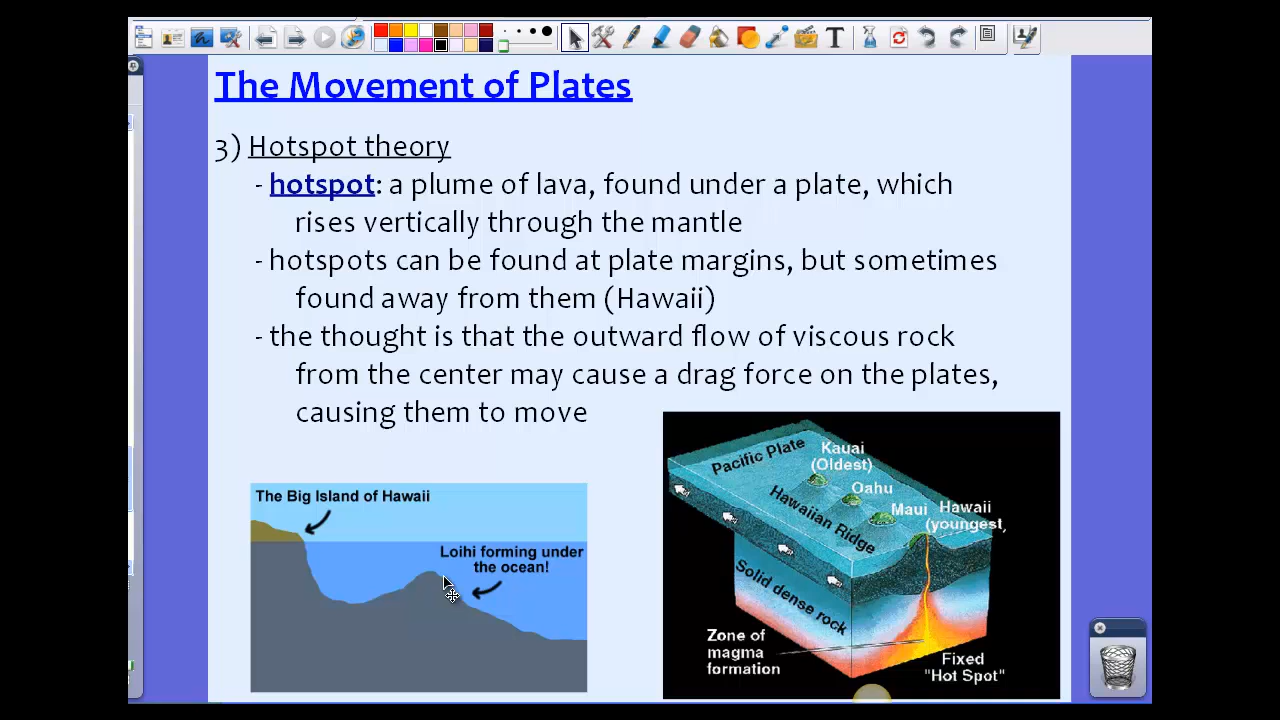 The Movement of Plates
3) Hotspot theory
- hotspot: a plume of lava, found under a plate, which
rises vertically through the mantle
- hotspots can be found at plate margins, but sometimes
found away from them (Hawaii)
- the thought is that the outward flow of viscous rock
from the center may cause a drag force on the plates,
causing them to move
The Big Island of Hawaii
Loihi forming under
the ocean!
Pacific Plate
Kauai
(Oldest)
Oahu
Maui
Hawaii
(youngest,
Hawaiian Ridge
Solid dense rock
Zone of
magma
formation
Fixed
"Hot Spot"
T